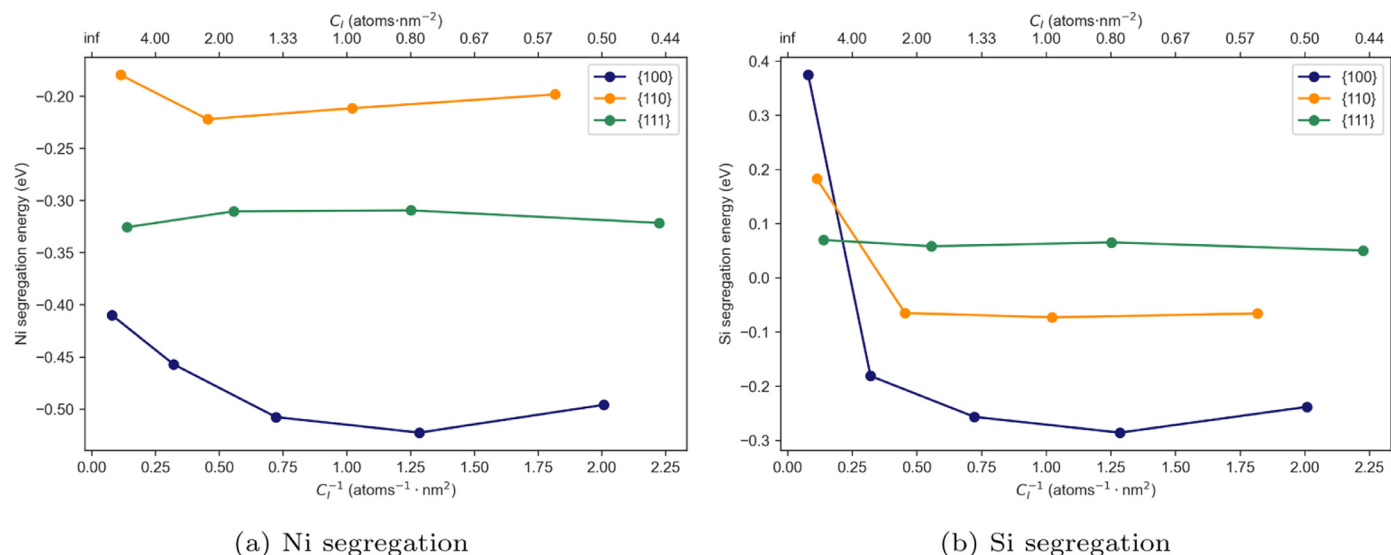 C_I (atoms·nm⁻²)
inf 4.00 2.00 1.33 1.00 0.80 0.67 0.57 0.50 0.44
{100}
{110}
{111}
Ni segregation energy (eV)
−0.20
−0.25
−0.30
−0.35
−0.40
−0.45
−0.50
0.00 0.25 0.50 0.75 1.00 1.25 1.50 1.75 2.00 2.25
C_I⁻¹ (atoms⁻¹ · nm²)
(a) Ni segregation
C_I (atoms·nm⁻²)
inf 4.00 2.00 1.33 1.00 0.80 0.67 0.57 0.50 0.44
{100}
{110}
{111}
Si segregation energy (eV)
0.4
0.3
0.2
0.1
0.0
−0.1
−0.2
−0.3
0.00 0.25 0.50 0.75 1.00 1.25 1.50 1.75 2.00 2.25
C_I⁻¹ (atoms⁻¹ · nm²)
(b) Si segregation